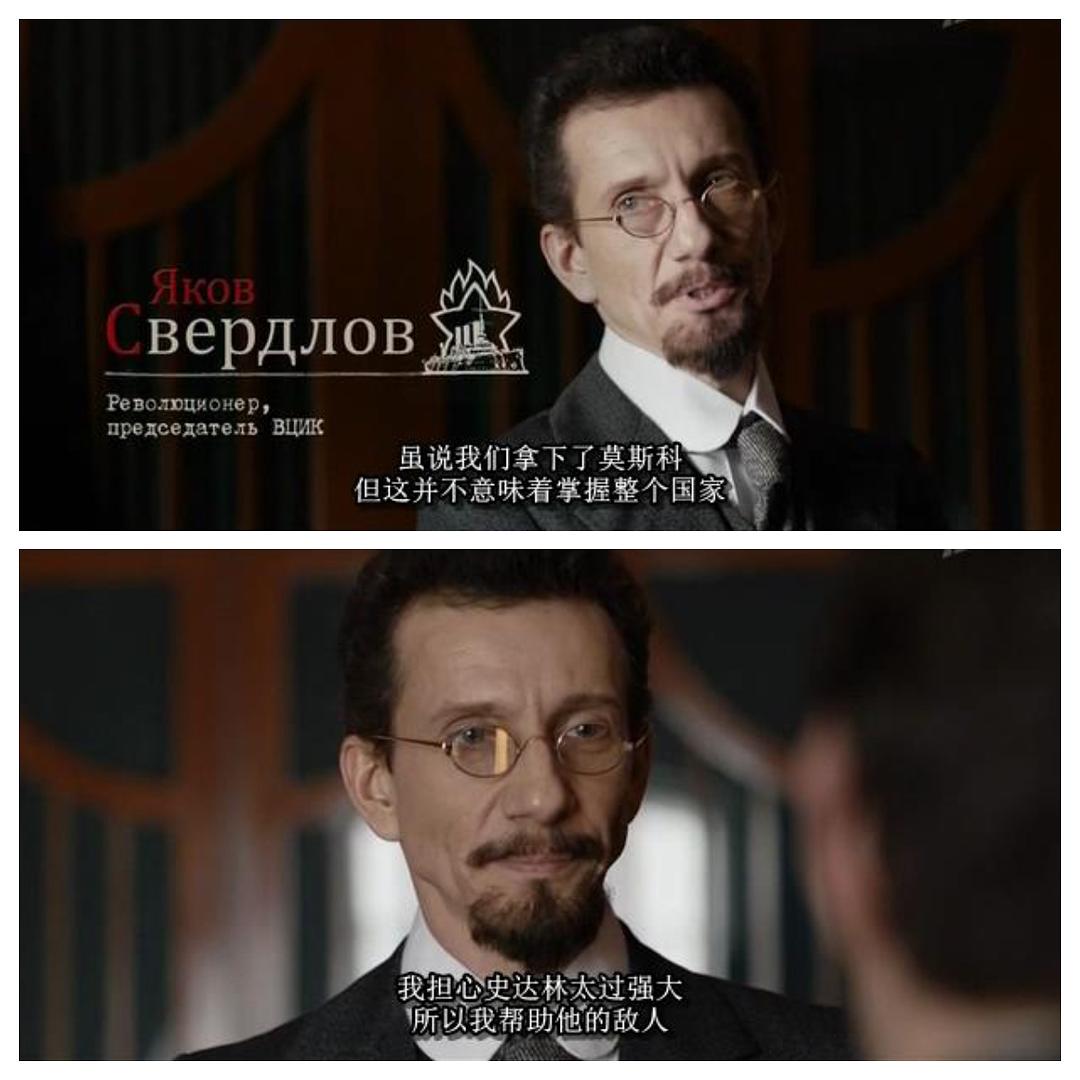 Яков
Свердлов
Революционер,
председатель ВЦИК
虽说我们拿下了莫斯科
但这并不意味着掌握整个国家
我担心史达林太过强大
所以我帮助他的敌人